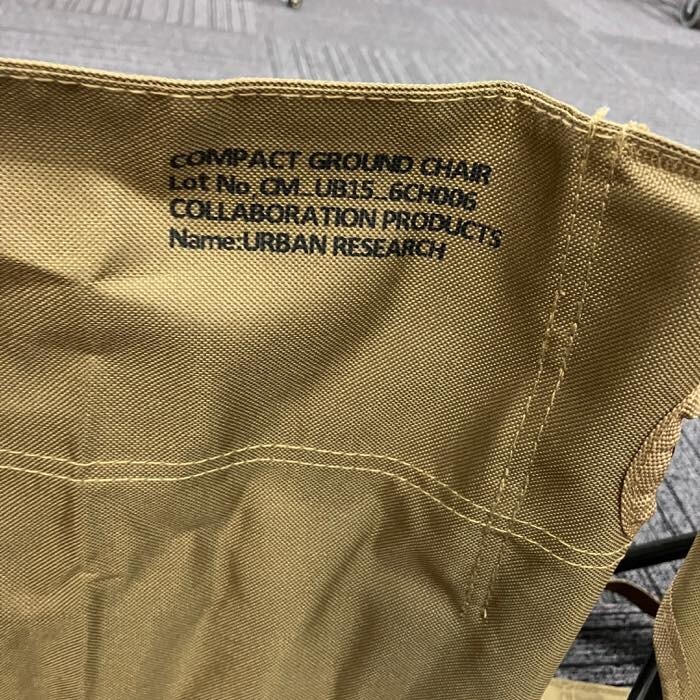 COMPACT GROUND CHAIR
Lot No. CM_UB15_6CH006
COLLABORATION PRODUCTS
Name:URBAN RESEARCH